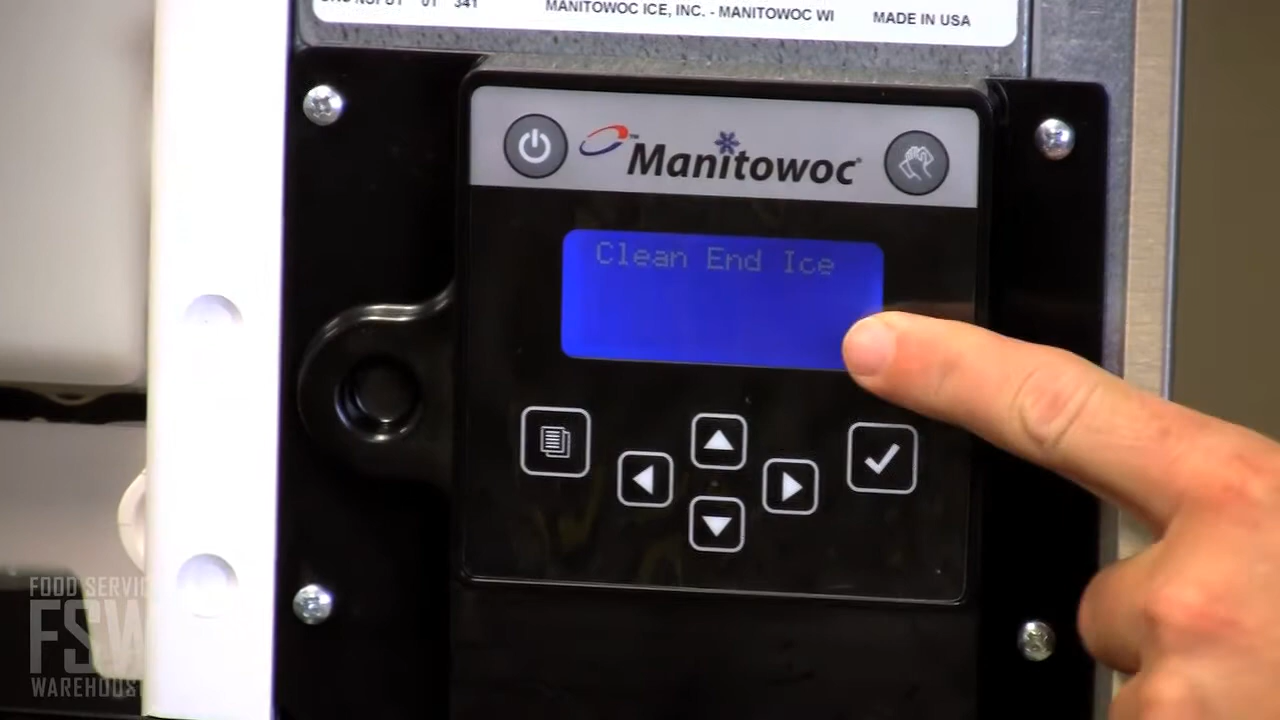 MANITOWOC ICE, INC. - MANITOWOC WI
MADE IN USA
Manitowoc
Clean End Ice
FOOD SERVIC
FSW
WAREHOUS